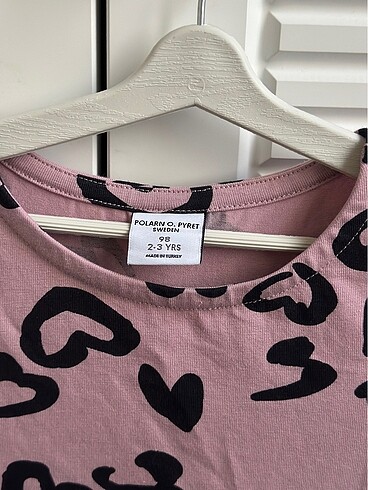 POLARN O. PYRET
SWEDEN
98
2-3 YRS
MADE IN TURKEY